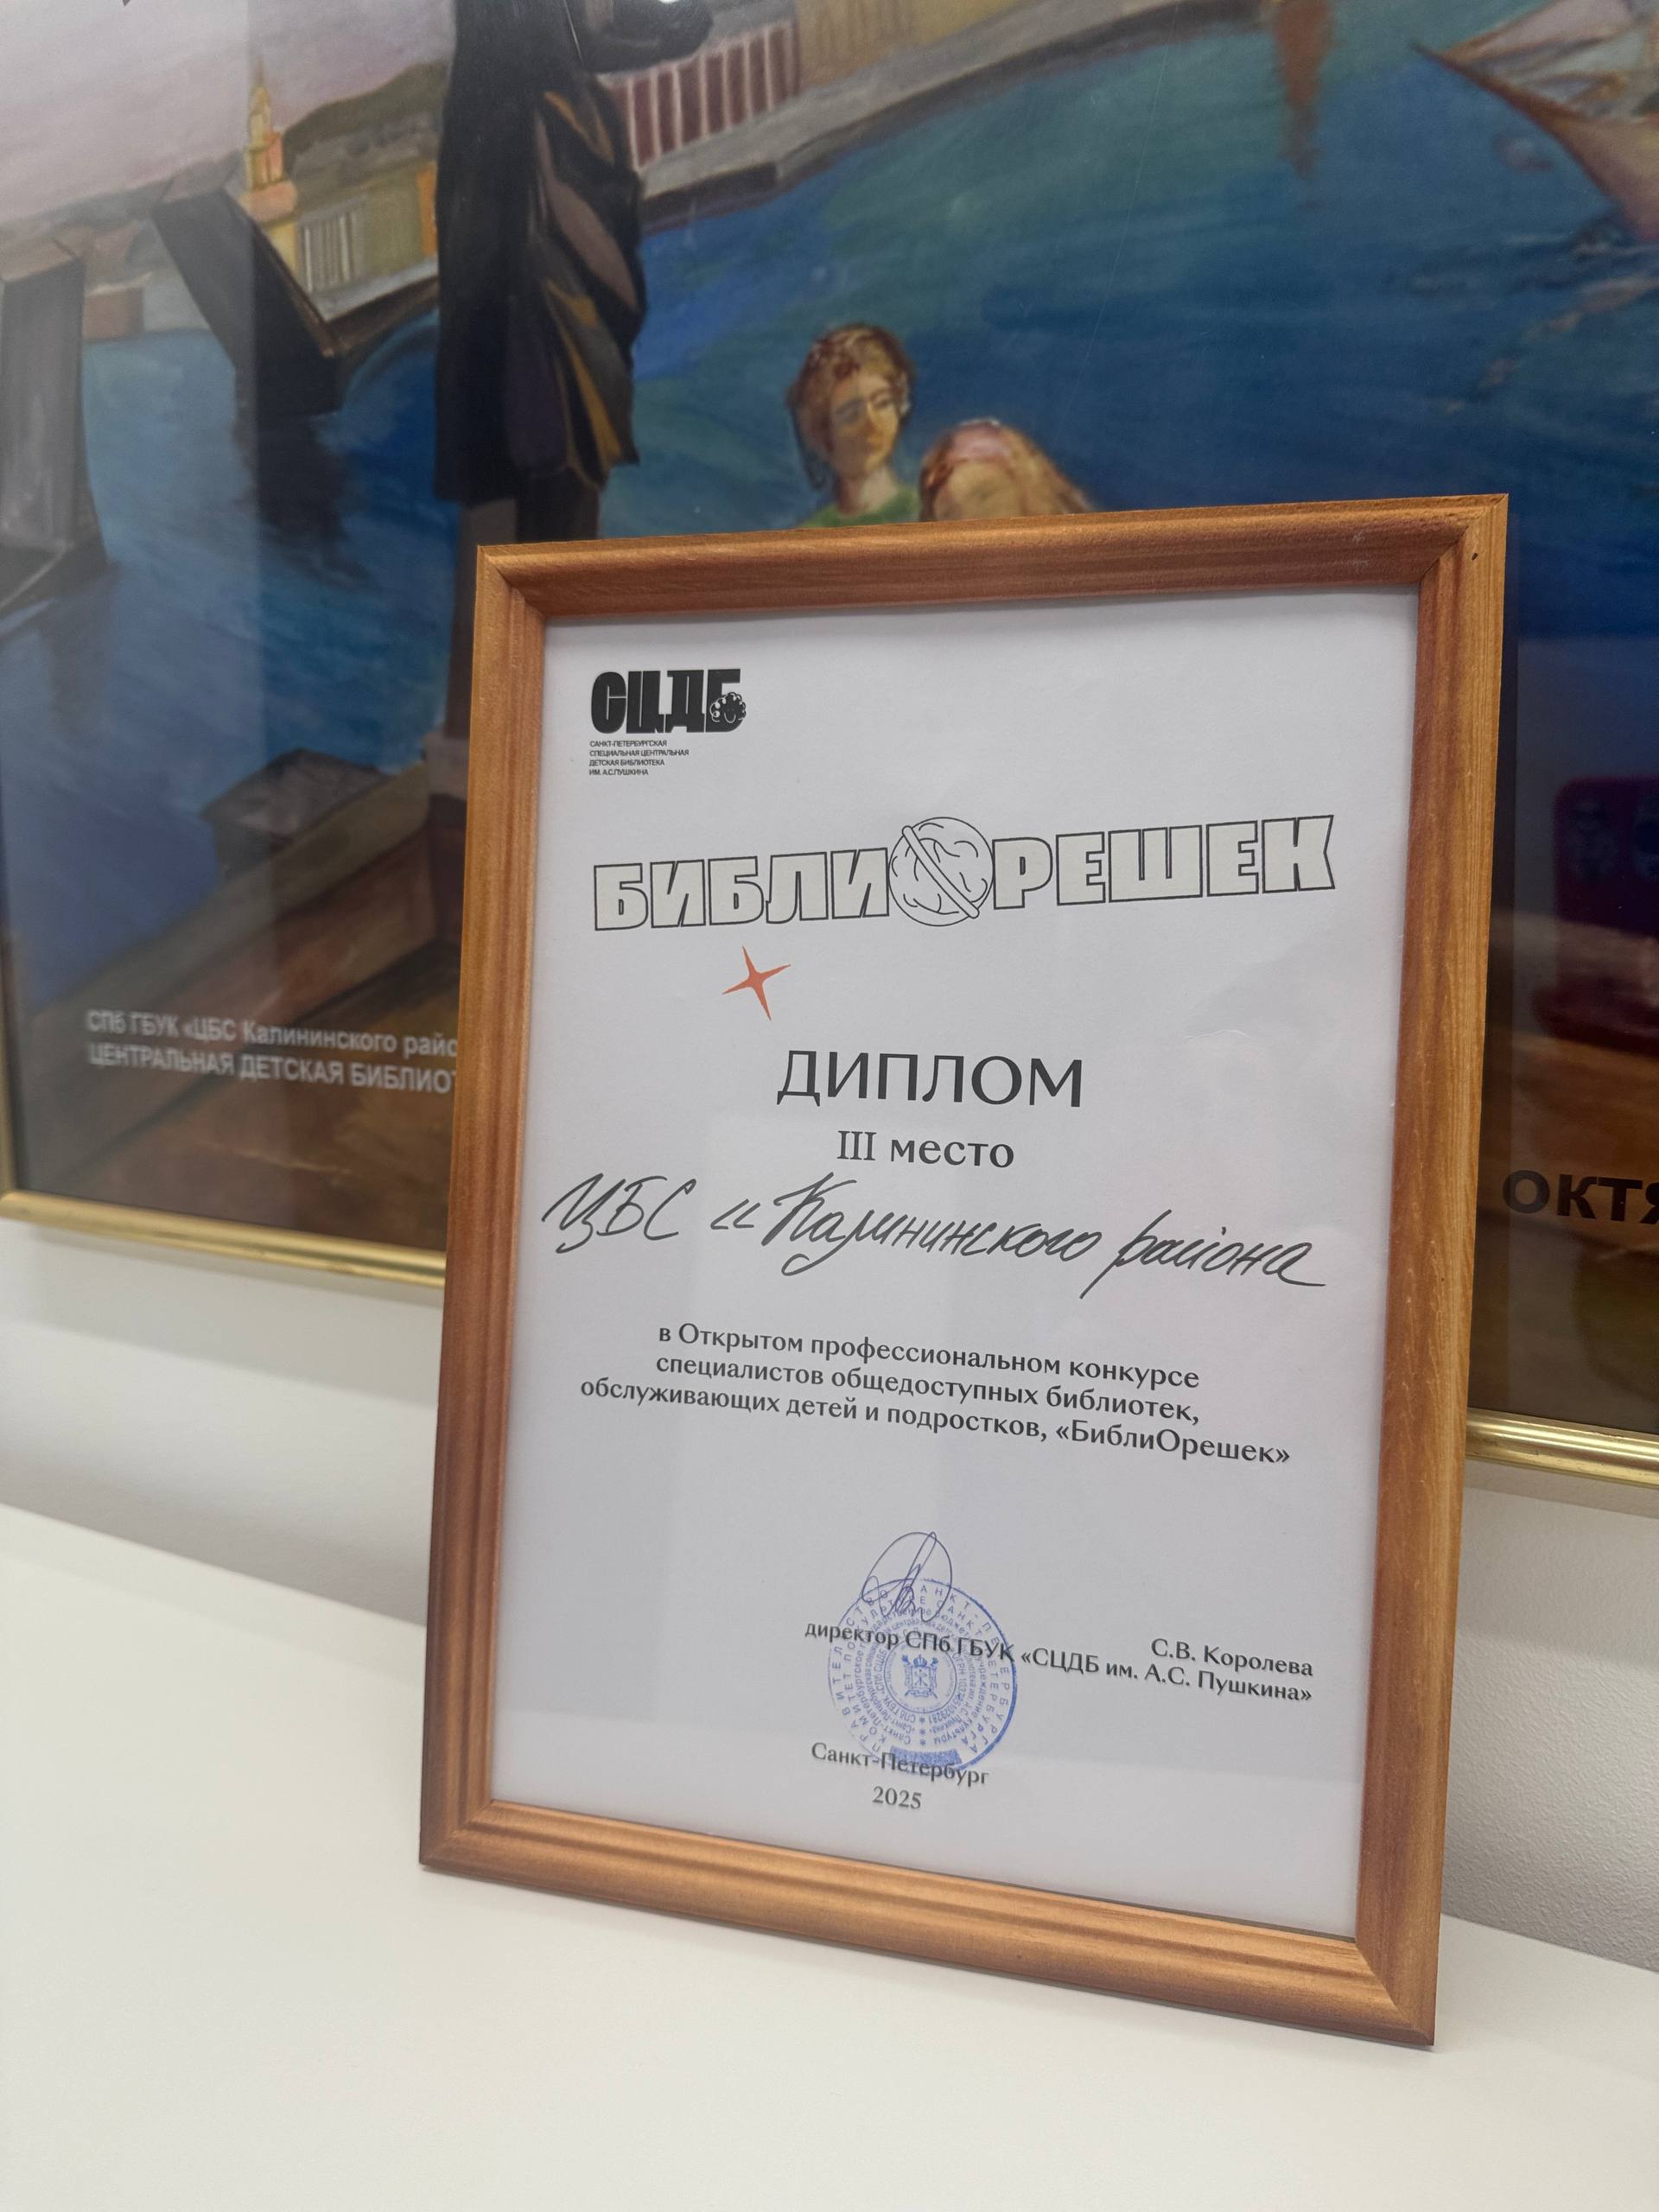 СЦДБ
САНКТ-ПЕТЕРБУРГСКАЯ
СПЕЦИАЛЬНАЯ ЦЕНТРАЛЬНАЯ
ДЕТСКАЯ БИБЛИОТЕКА
ИМ. А.С.ПУШКИНА
БИБЛИОРЕШЕК
ДИПЛОМ
III место
ЦБС «Калининского района
в Открытом профессиональном конкурсе
специалистов общедоступных библиотек,
обслуживающих детей и подростков, «БиблиОрешек»
С.В. Королева
директор СПб ГБУК «СЦДБ им. А.С. Пушкина»
Санкт-Петербург
2025
СПб ГБУК «ЦБС Калининского райо
ЦЕНТРАЛЬНАЯ ДЕТСКАЯ БИБЛИОТ
ОКТЯ